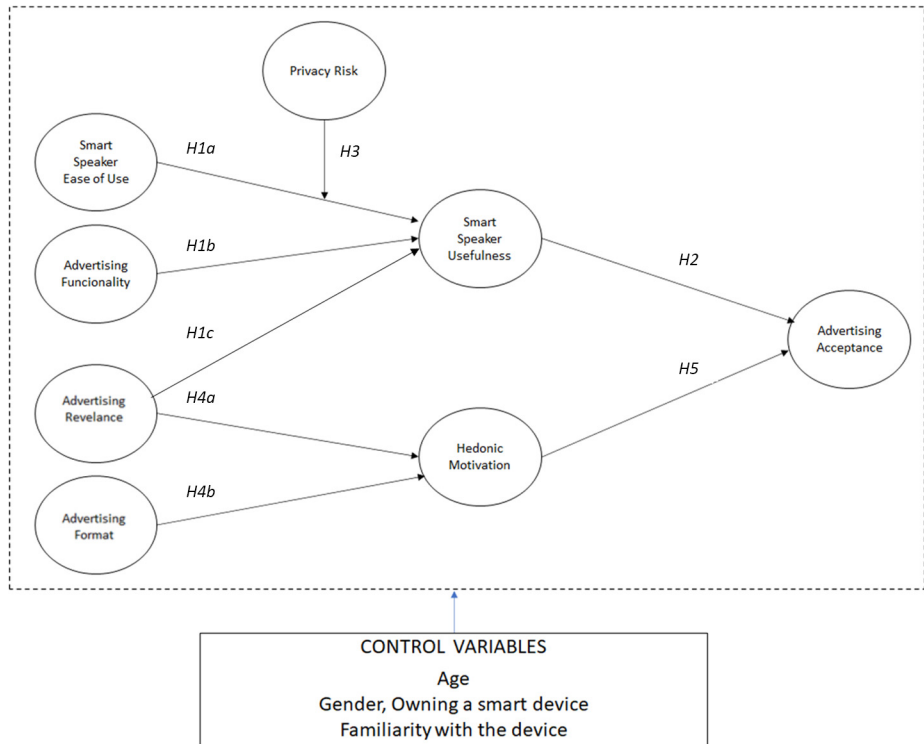 Privacy Risk
H3
Smart
Speaker
Ease of Use
H1a
Advertising
Funcionality
H1b
Smart
Speaker
Usefulness
H1c
H2
Advertising
Acceptance
Advertising
Revelance
H4a
H5
Hedonic
Motivation
Advertising
Format
H4b
CONTROL VARIABLES
Age
Gender, Owning a smart device
Familiarity with the device